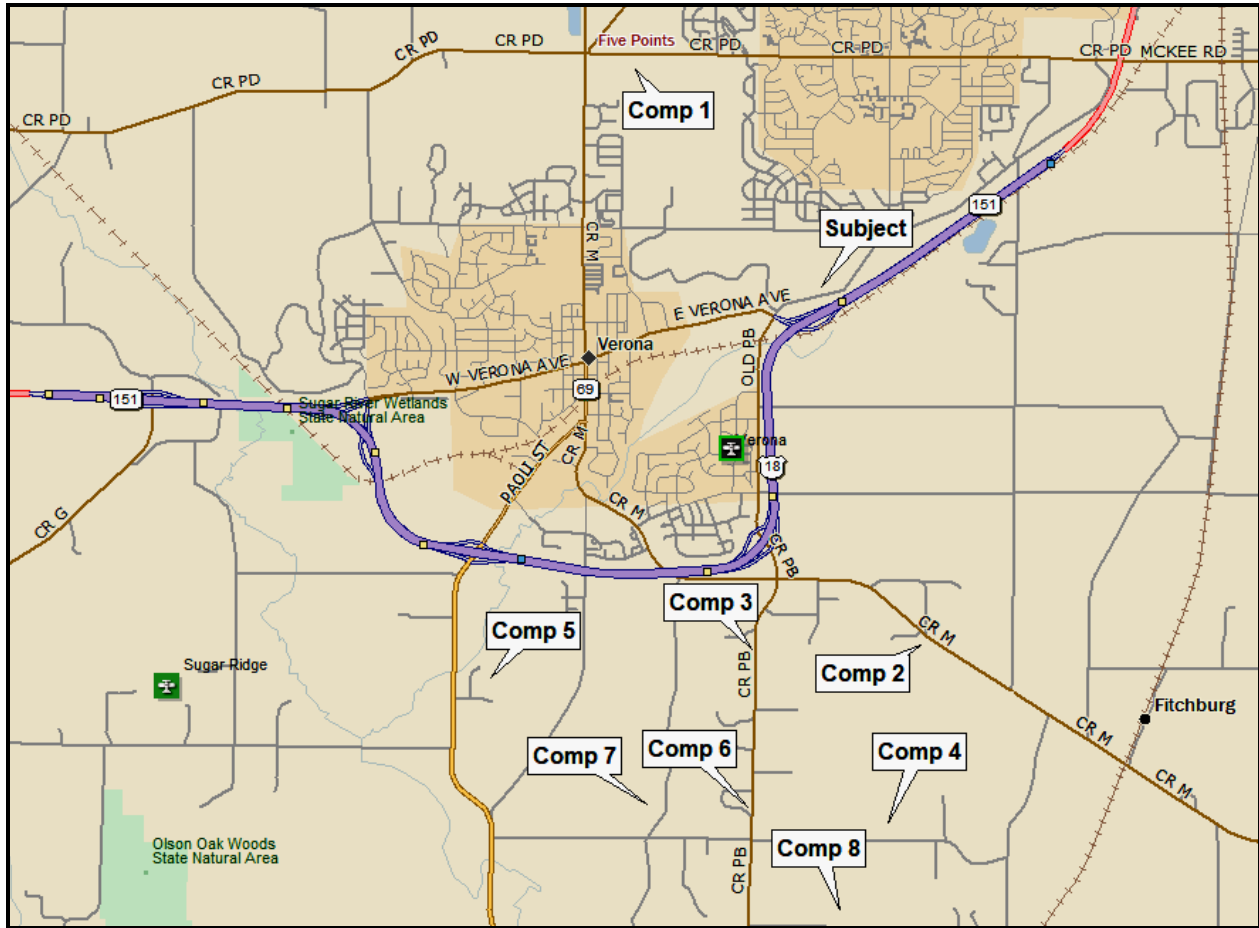 CR PD
CR PD
Five Points
CR PD
CR PD
MCKEE RD
CR PD
Comp 1
CR PD
151
Subject
CR M
E VERONA AVE
Verona
W VERONA AVE
OLD PB
151
69
Sugar River Wetlands
State Natural Area
Verona
18
PAOLI ST
CR M
CR M
CR G
CR PB
Comp 3
CR M
Comp 5
Comp 2
CR PB
Sugar Ridge
Fitchburg
CR M
Comp 7
Comp 6
Comp 4
CR M
Olson Oak Woods
State Natural Area
Comp 8
CR PB